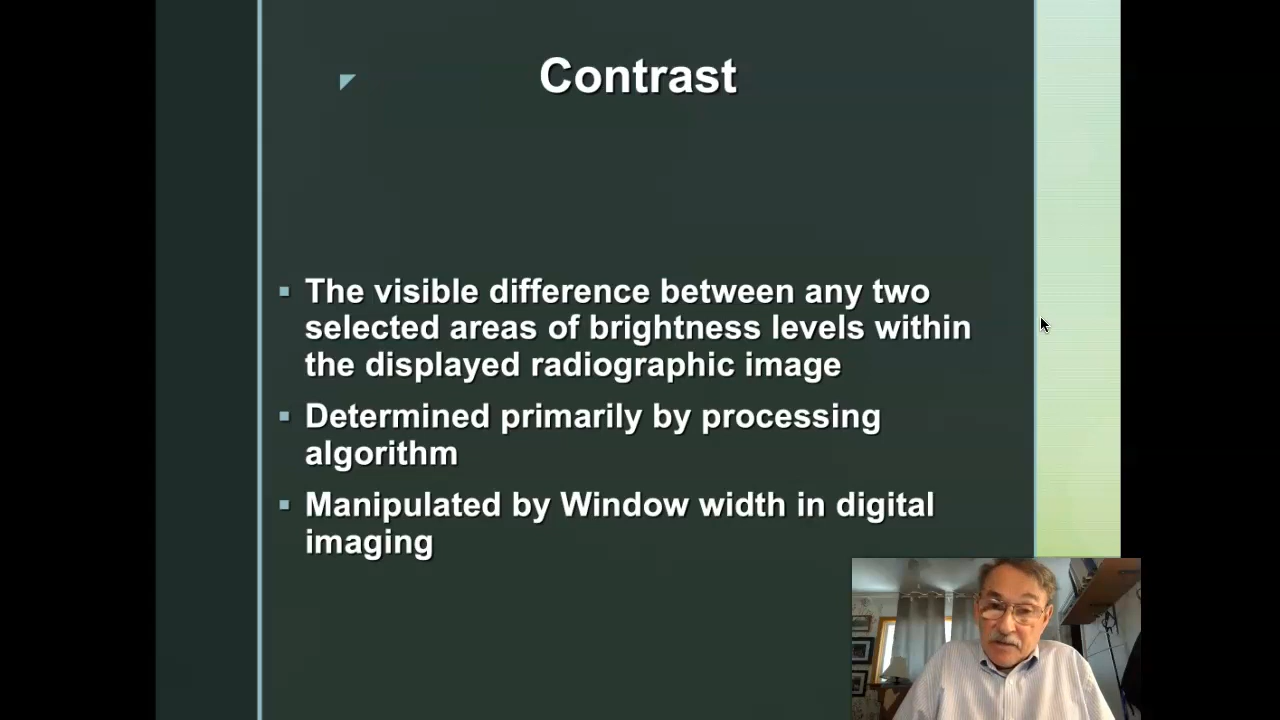 Contrast
The visible difference between any two
selected areas of brightness levels within
the displayed radiographic image
Determined primarily by processing
algorithm
Manipulated by Window width in digital
imaging